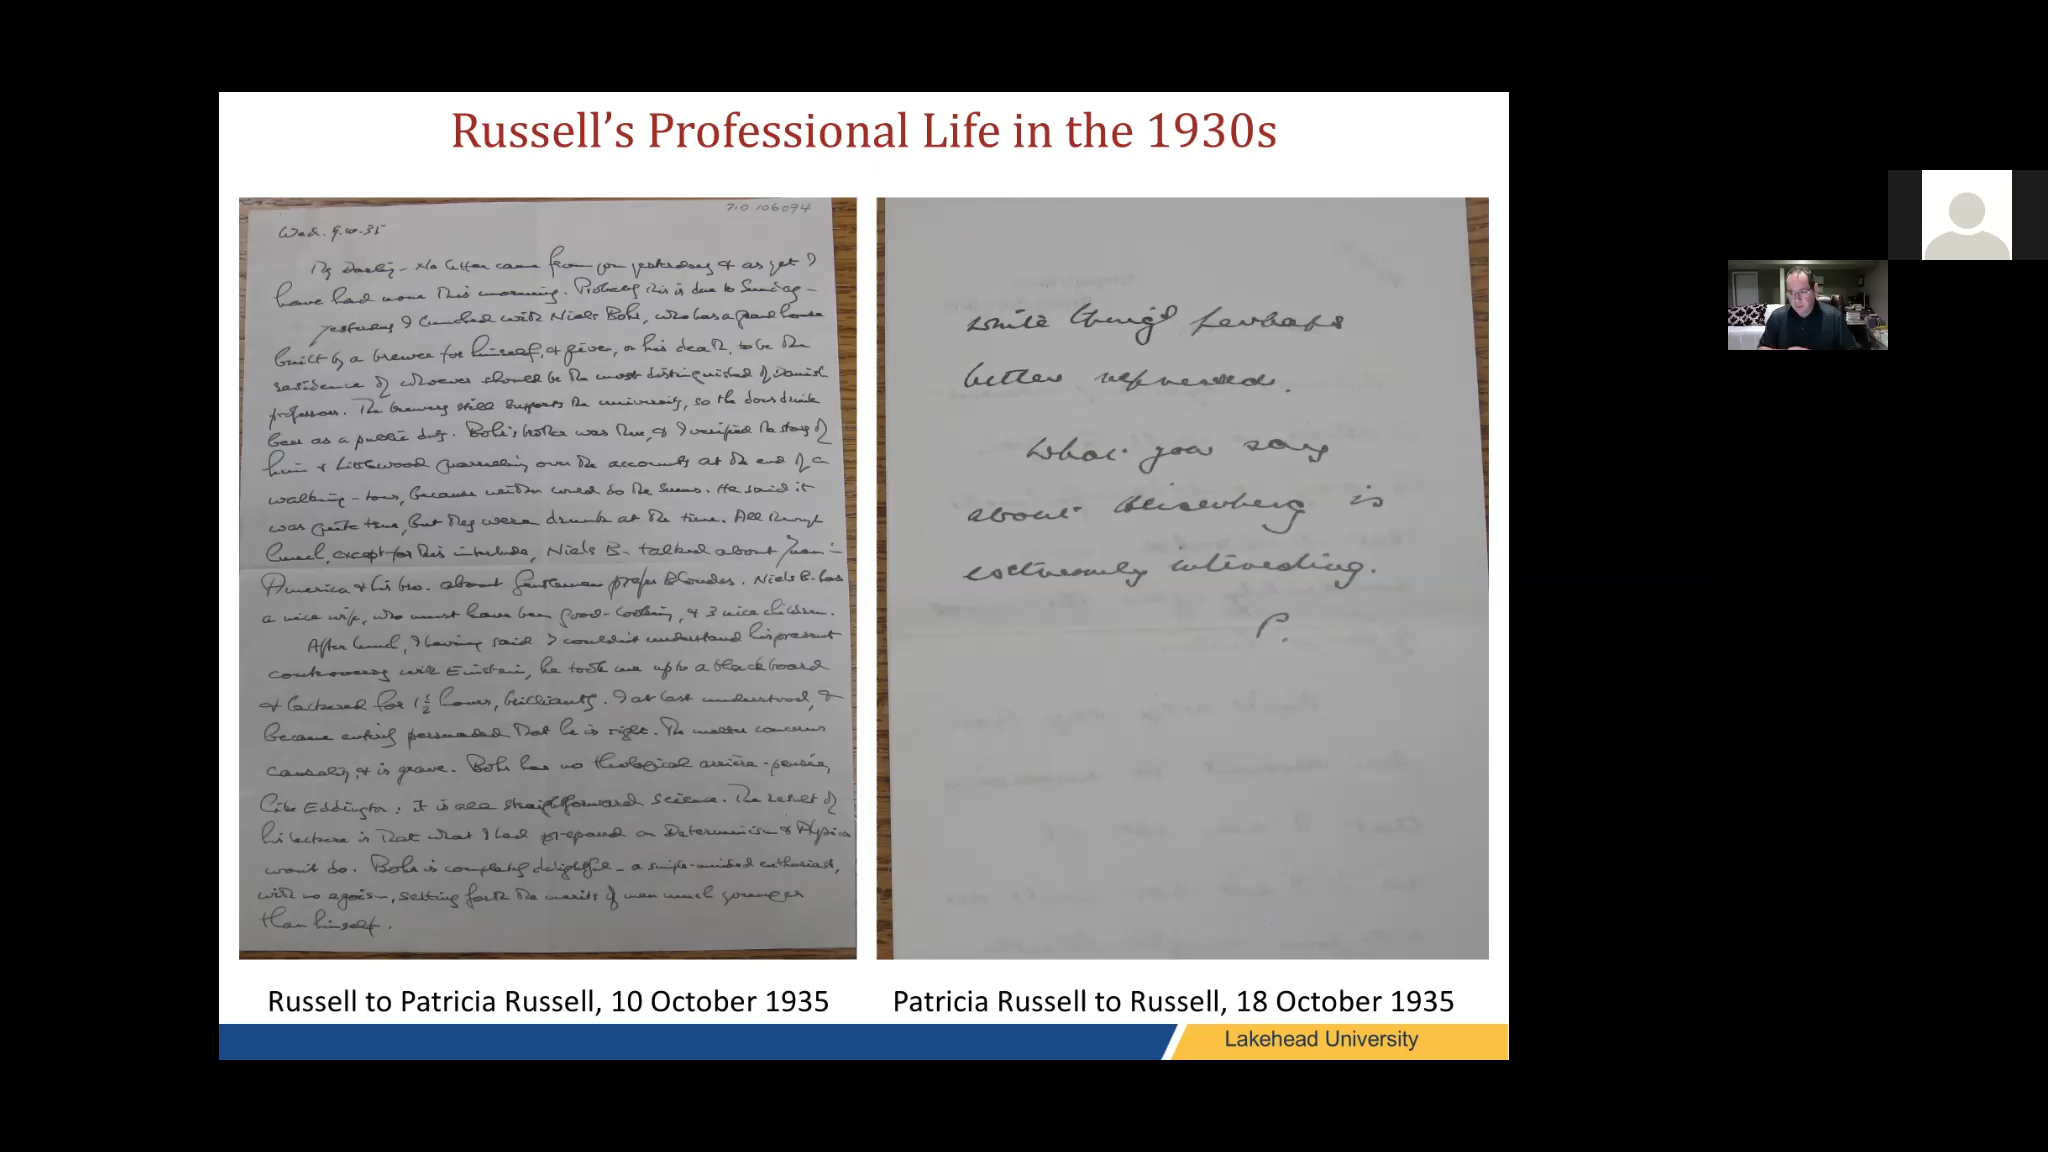 Russell’s Professional Life in the 1930s
710.106094
Wed. 9.10.35
My Darling – No letter came from you yesterday & as yet I
have had none this morning. Probably this is due to Sunday –
Yesterday I lunched with Niels Bohr, who has a grand house
built by a brewer for himself, & given, on his death, to be the
residence of whoever should be the most distinguished of Danish
professors. The brewery still supports the university, so the dons drink
beer as a public duty. Bohr's brother was there, & I verified the story of
him & Littlewood quarrelling over the accounts at the end of a
walking-tour, because neither could do the sums. He said it
was quite true, but they were drunk at the time. All through
lunch, except for this interlude, Niels B. talked about in
America & his bro. about Gentlemen prefer Blondes. Niels B. has
a nice wife, who must have been good-looking, & 3 nice children.
After lunch, I having said I couldn't understand his present
controversy with Einstein, he took me up to a blackboard
& lectured for 1½ hours, brilliantly. I at last understood, &
became entirely persuaded that he is right. The matter concerns
causality, & is grave. Bohr has no theological arrière-pensée,
like Eddington: it is all straightforward science. The result of
his lecture is that what I had prepared on Determinism & Physics
won't do. Bohr is completely delightful – a single-minded enthusiast,
with no egoism, setting forth the merits of men much younger
than himself.
white though perhaps
better
What you say
about Heisenberg is
extremely interesting.
P.
Russell to Patricia Russell, 10 October 1935
Patricia Russell to Russell, 18 October 1935
Lakehead University